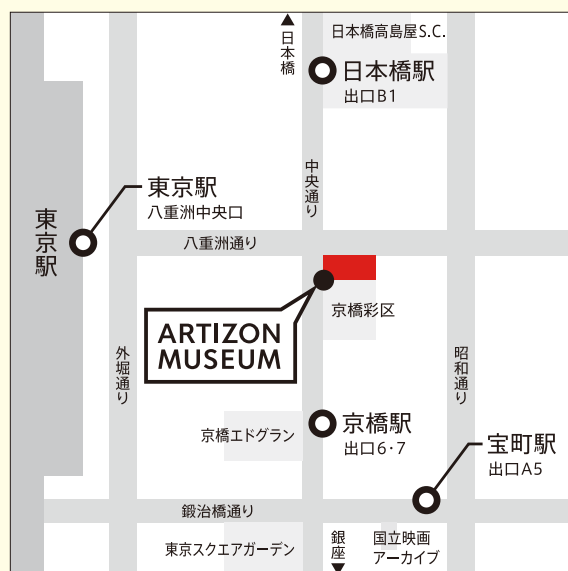 ▲日本橋
日本橋高島屋S.C.
日本橋駅
出口B1
中央通り
東京駅
八重洲中央口
東京駅
八重洲通り
京橋彩区
ARTIZON
MUSEUM
外堀通り
昭和通り
京橋エドグラン
京橋駅
出口6・7
宝町駅
出口A5
鍛治橋通り
東京スクエアガーデン
銀座▼
国立映画
アーカイブ